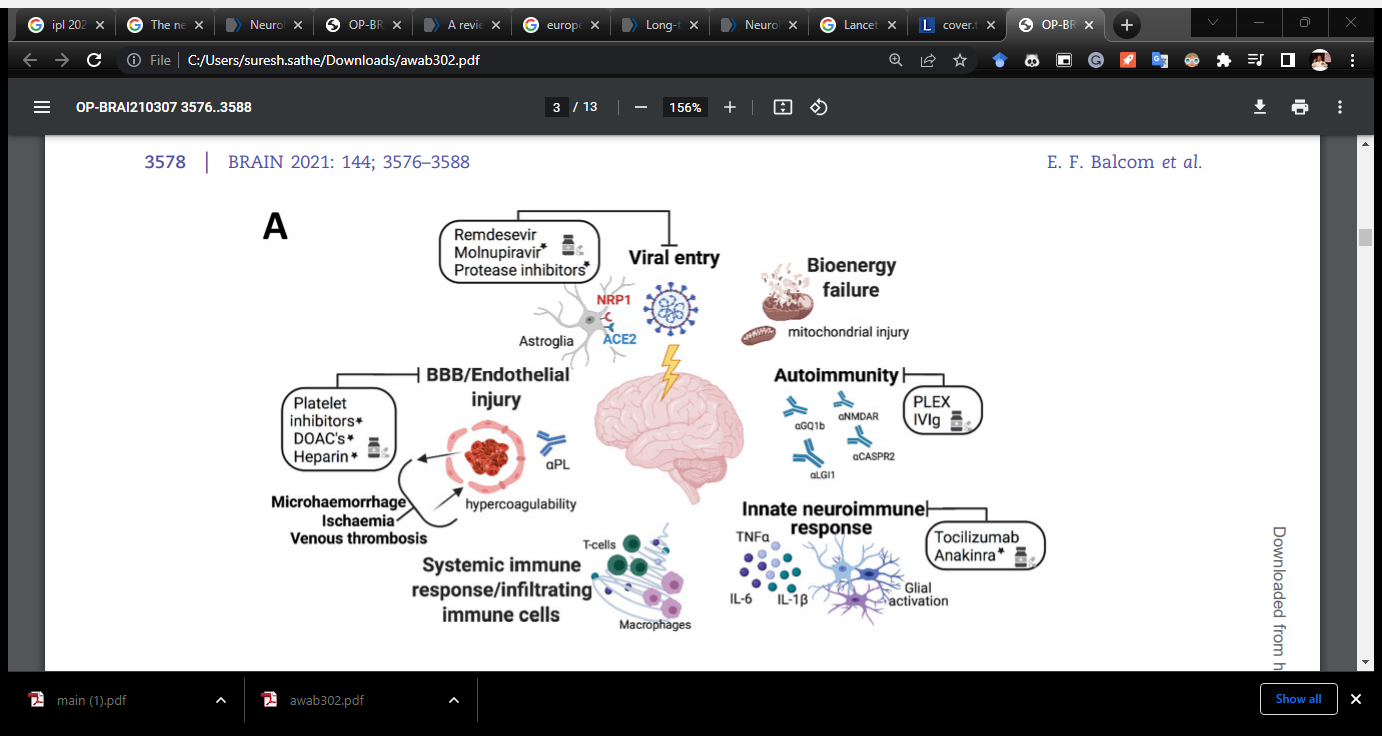 ipl 202
The ne
Neuro
OP-BR
A revie
europe
Long-t
Neuro
Lancet
cover.t
OP-BR
File
C:/Users/suresh.sathe/Downloads/awab302.pdf
OP-BRAI210307 3576..3588
3 / 13
156%
3578 | BRAIN 2021: 144; 3576–3588
E. F. Balcom et al.
A
Remdesevir
Molnupiravir*
Protease inhibitors*
Viral entry
NRP1
ACE2
Astroglia
Bioenergy
failure
mitochondrial injury
BBB/Endothelial
injury
Platelet
inhibitors*
DOAC's*
Heparin*
αPL
hypercoagulability
Microhaemorrhage
Ischaemia
Venous thrombosis
Autoimmunity
PLEX
IVIg
αGQ1b
αNMDAR
αCASPR2
αLGI1
Systemic immune
response/infiltrating
immune cells
T-cells
Macrophages
Innate neuroimmune
response
TNFα
IL-6
IL-1β
Glial
activation
Tocilizumab
Anakinra*
Downloaded from h
main (1).pdf
awab302.pdf
Show all